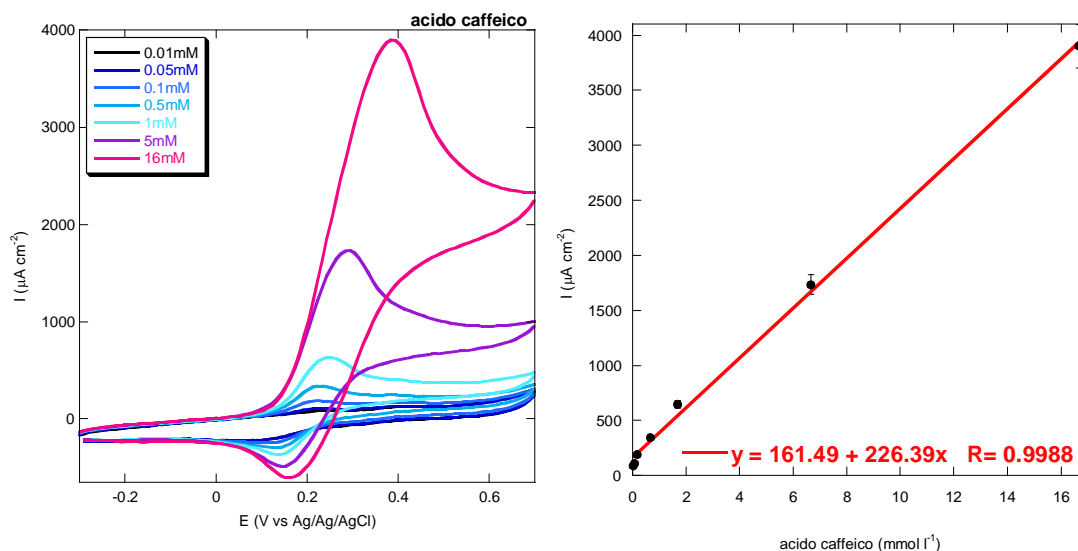 acido caffeico
4000
3000
2000
1000
0
I (μA cm-2)
0.01mM
0.05mM
0.1mM
0.5mM
1mM
5mM
16mM
-0.2 0 0.2 0.4 0.6
E (V vs Ag/Ag/AgCl)
4000
3500
3000
2500
2000
1500
1000
500
0
I (μA cm-2)
y = 161.49 + 226.39x R= 0.9988
0 2 4 6 8 10 12 14 16
acido caffeico (mmol l-1)